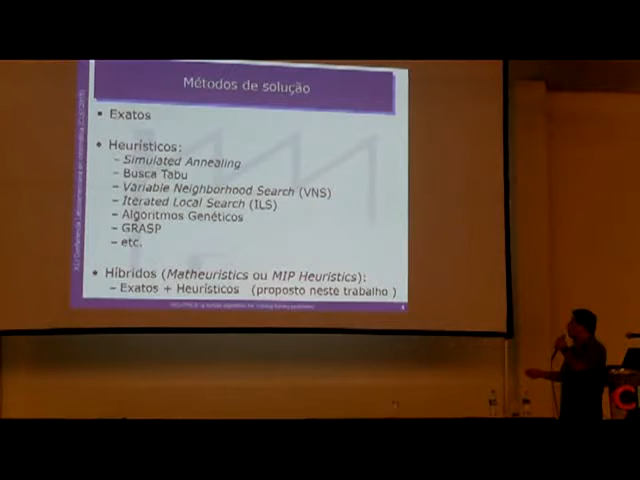 Métodos de solução
• Exatos
• Heurísticos:
– Simulated Annealing
– Busca Tabu
– Variable Neighborhood Search (VNS)
– Iterated Local Search (ILS)
– Algoritmos Genéticos
– GRASP
– etc.
• Híbridos (Matheuristics ou MIP Heuristics):
– Exatos + Heurísticos (proposto neste trabalho )